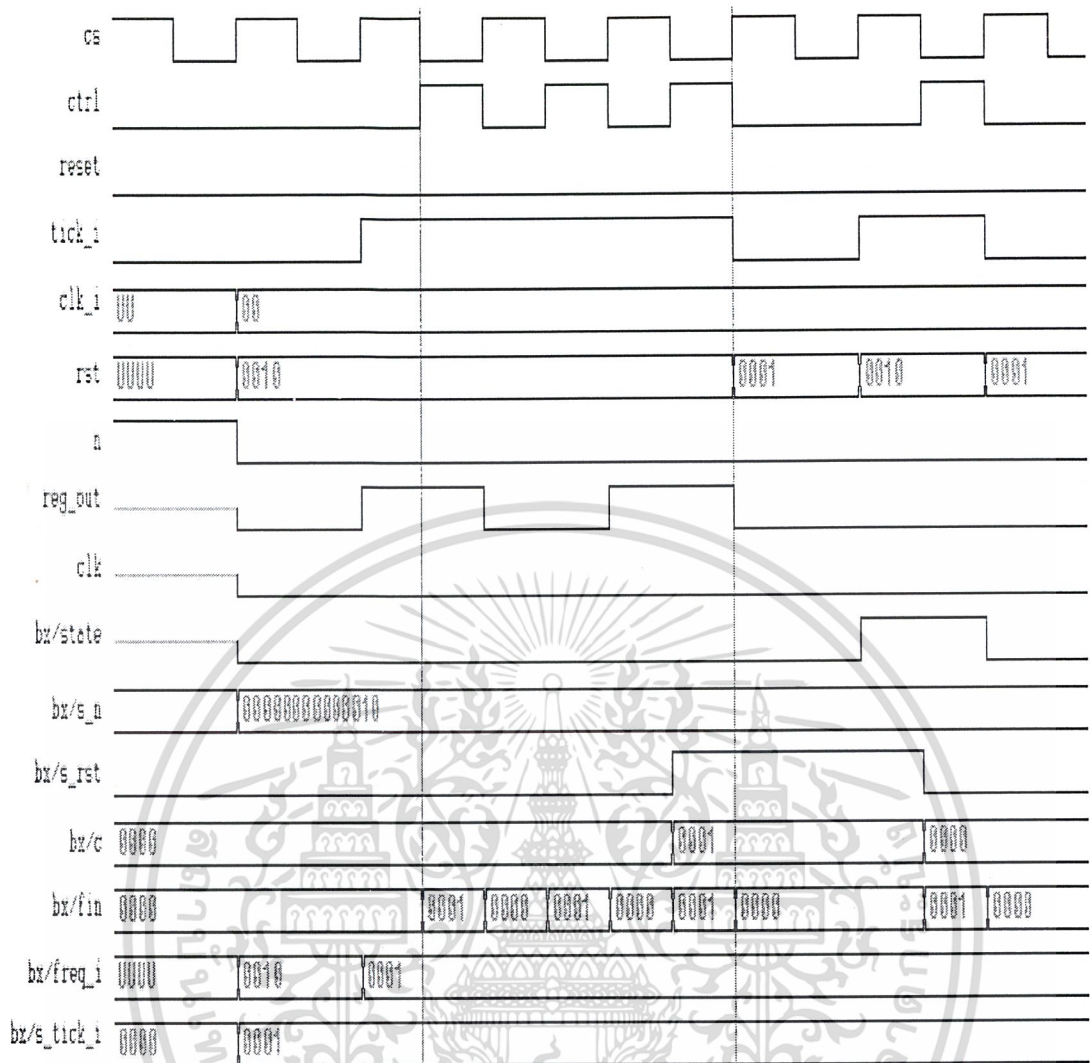 cs
ctrl
reset
tick_i
clk_i UU 00
rst UUUU 0010 0001 0010 0001
n
reg_out
clk
bx/state
bx/s_n 0000000000010
bx/s_rst
bx/c 0000 0001 0000
bx/fin 0000 0001 0000 0001 0000 0001 0000 0001 0000
bx/freq_i UUUU 0010 0001
bx/s_tick_i 0000 0001